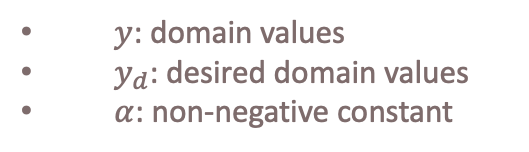 • y: domain values
• y_d: desired domain values
• α: non-negative constant